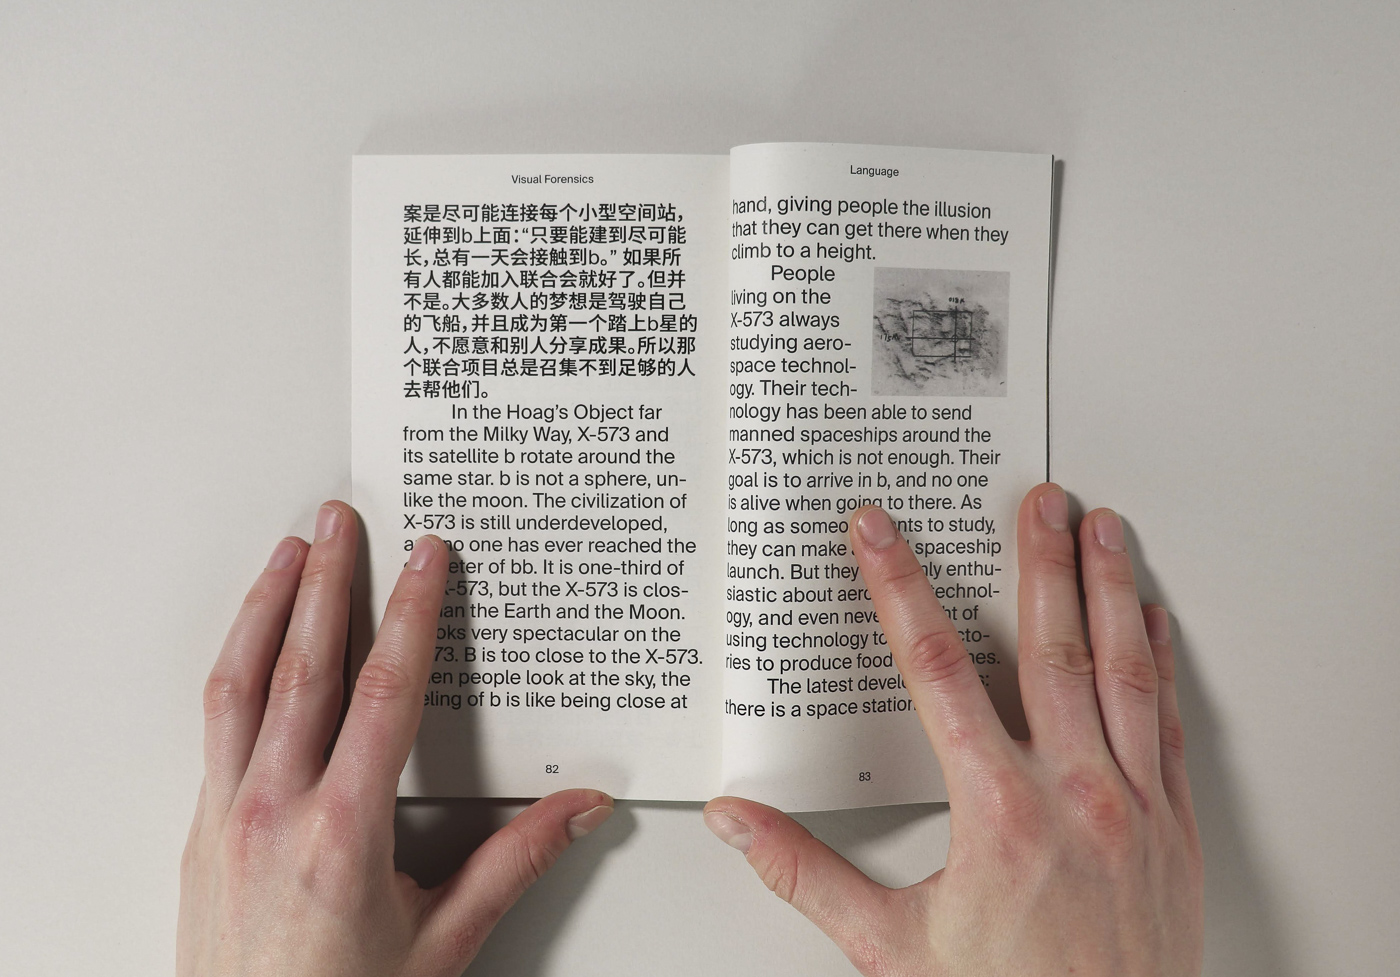 Visual Forensics
案是尽可能连接每个小型空间站，
延伸到b上面：“只要能建到尽可能
长，总有一天会接触到b。” 如果所
有人都能加入联合会就好了。但并
不是。大多数人的梦想是驾驶自己
的飞船，并且成为第一个踏上b星的
人，不愿意和别人分享成果。所以那
个联合项目总是召集不到足够的人
去帮他们。
In the Hoag’s Object far
from the Milky Way, X-573 and
its satellite b rotate around the
same star. b is not a sphere, un-
like the moon. The civilization of
X-573 is still underdeveloped,
no one has ever reached the
of bb. It is one-third of
X-573, but the X-573 is clos-
the Earth and the Moon.
very spectacular on the
B is too close to the X-573.
people look at the sky, the
of b is like being close at
82
Language
hand, giving people the illusion
that they can get there when they
climb to a height.
People
living on the
X-573 always
studying aero-
space technol-
ogy. Their tech-
nology has been able to send
manned spaceships around the
X-573, which is not enough. Their
goal is to arrive in b, and no one
is alive when going to there. As
long as to study,
they can make spaceship
launch. But they enthu-
siastic about
ogy, and even of
using technology to
ries to produce food
The latest
there is a space station
83